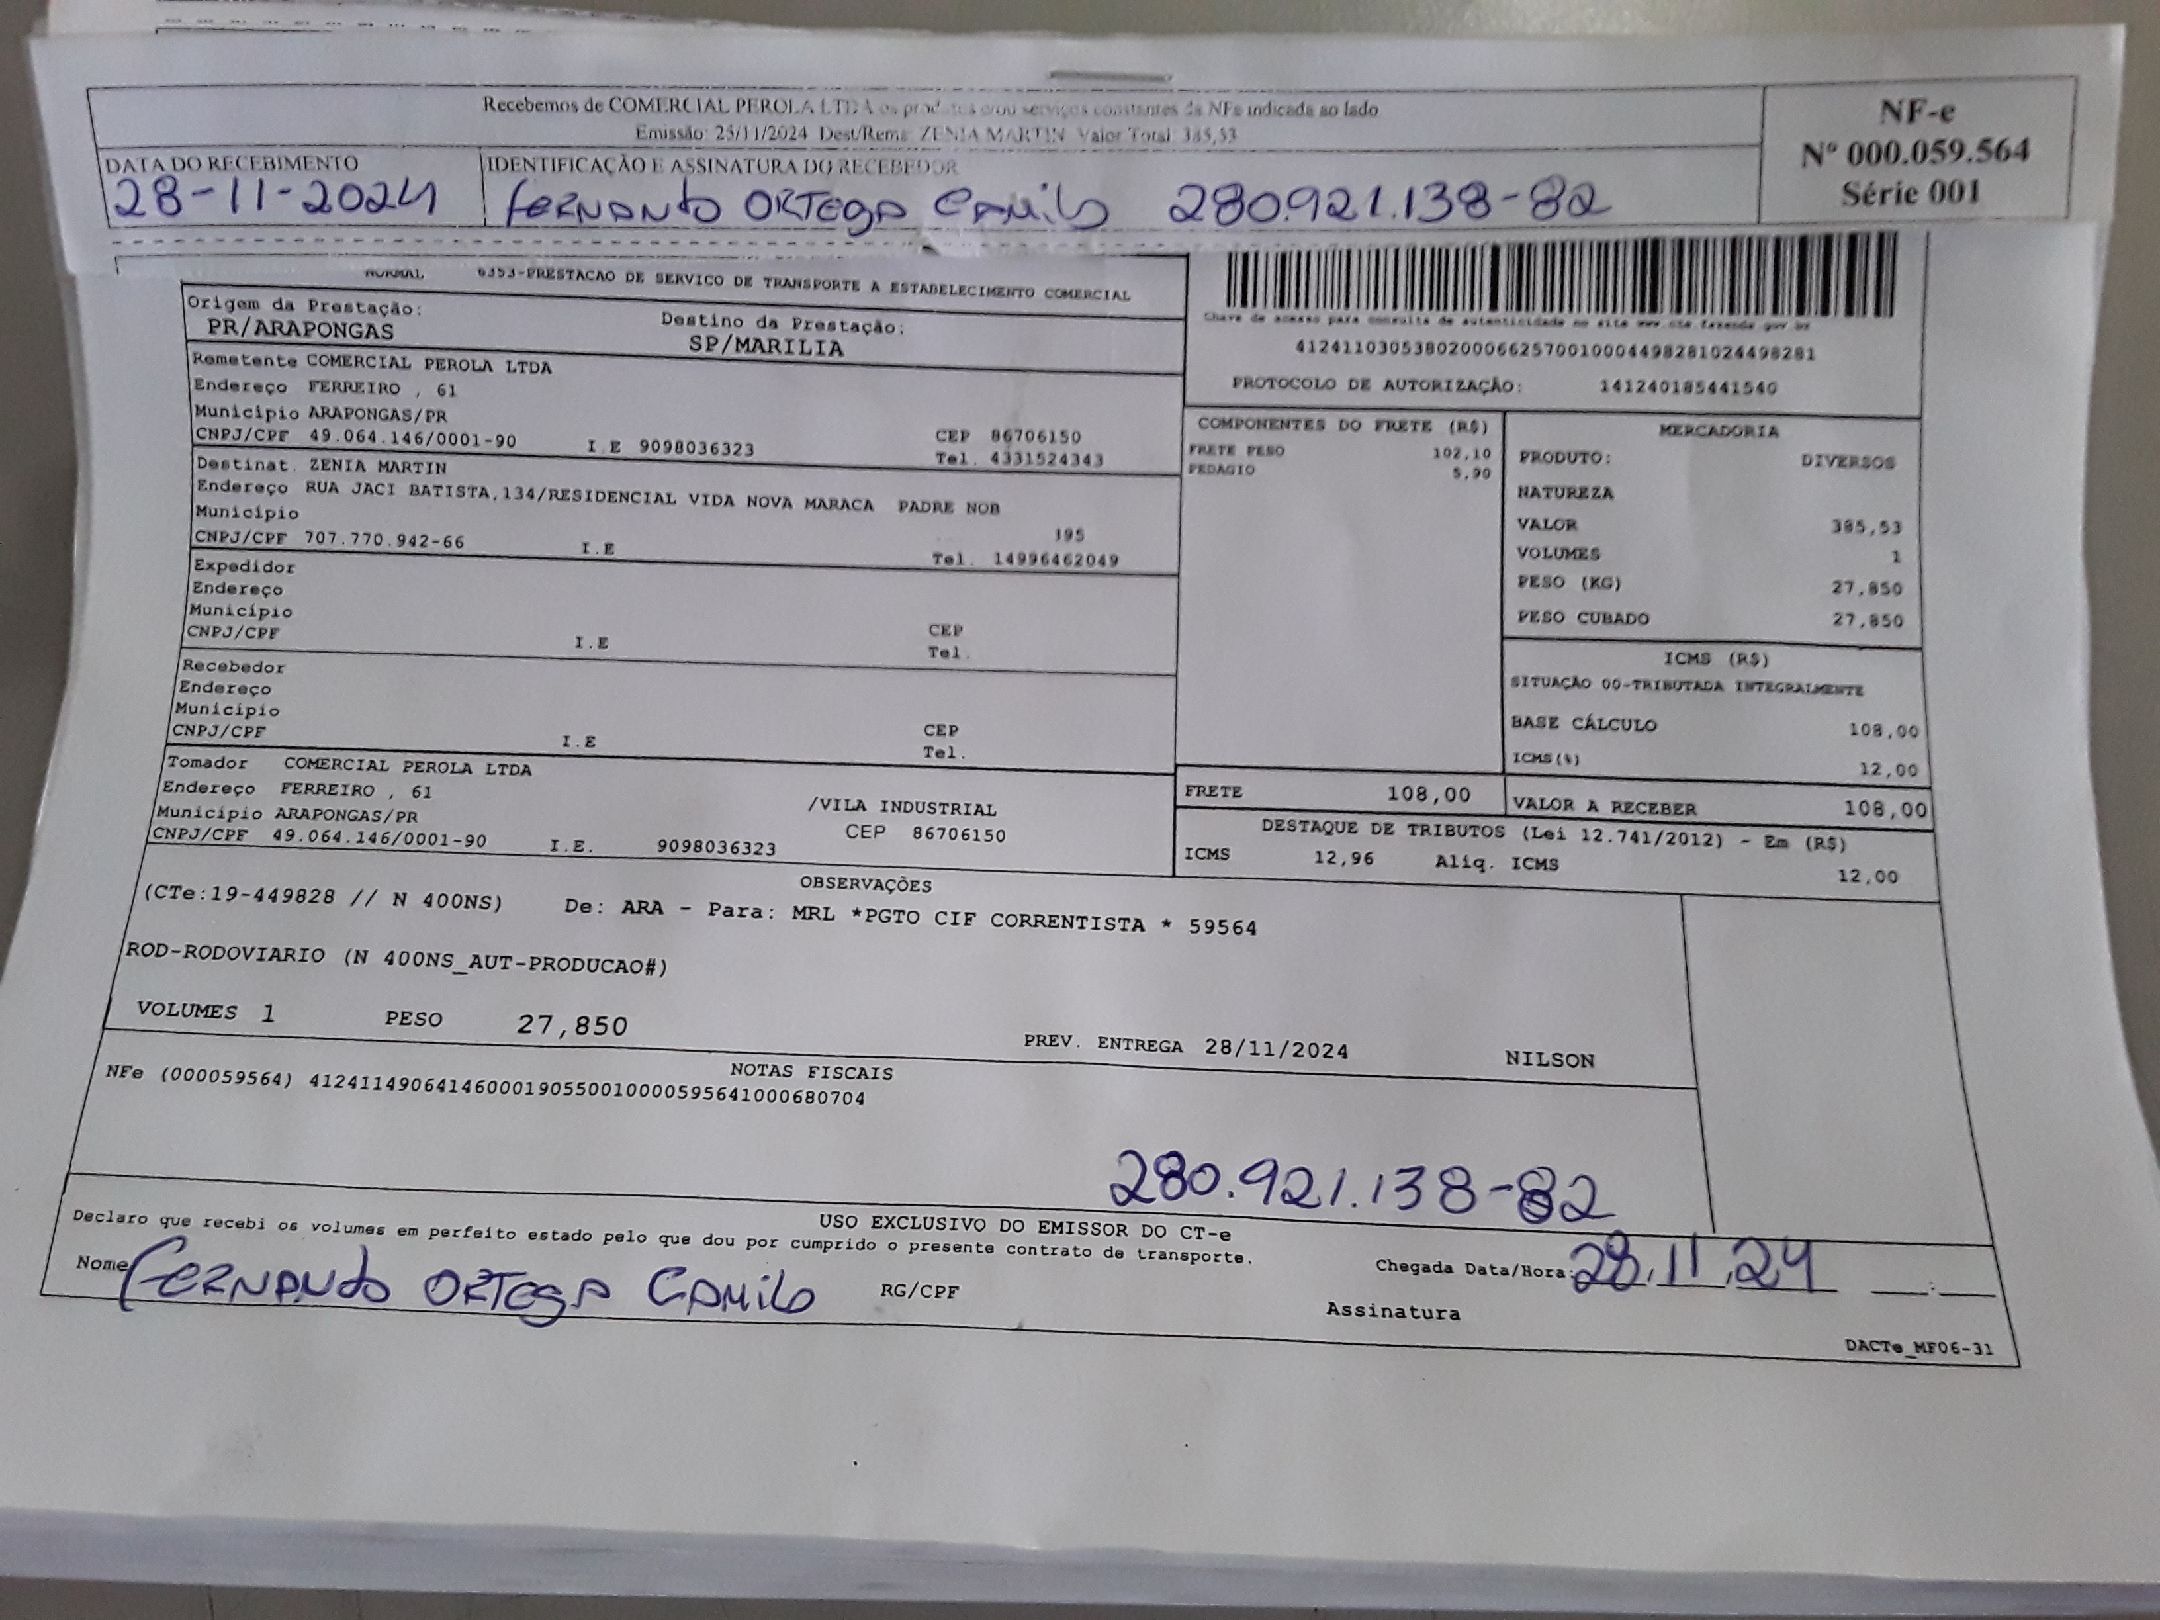 Recebemos de COMERCIAL PEROLA LTDA os produtos e/ou serviços constantes da NFe indicada ao lado
Emissão: 25/11/2024 Dest/Reme: ZENIA MARTIN Valor Total: 385,53
NF-e
Nº 000.059.564
Série 001
DATA DO RECEBIMENTO
28-11-2024
IDENTIFICAÇÃO E ASSINATURA DO RECEBEDOR
FERNANDO ORTEGA CAMILO 280.921.138-82
NORMAL 6353-PRESTACAO DE SERVICO DE TRANSPORTE A ESTABELECIMENTO COMERCIAL
Origem da Prestação:
PR/ARAPONGAS
Destino da Prestação:
SP/MARILIA
Chave de acesso para consulta de autenticidade no site www.cte.fazenda.gov.br
41241103053802000662570010004498281024498281
PROTOCOLO DE AUTORIZAÇÃO: 141240185441540
Remetente COMERCIAL PEROLA LTDA
Endereço FERREIRO , 61
Município ARAPONGAS/PR
CEP 86706150
CNPJ/CPF 49.064.146/0001-90 I.E 9098036323 Tel. 4331524343
Destinat. ZENIA MARTIN
Endereço RUA JACI BATISTA,134/RESIDENCIAL VIDA NOVA MARACA PADRE NOB
Município 195
CNPJ/CPF 707.770.942-66 I.E Tel. 14996462049
Expedidor
Endereço
Município CEP
CNPJ/CPF I.E Tel.
Recebedor
Endereço
Município CEP
CNPJ/CPF I.E Tel.
Tomador COMERCIAL PEROLA LTDA
Endereço FERREIRO , 61 /VILA INDUSTRIAL
Município ARAPONGAS/PR CEP 86706150
CNPJ/CPF 49.064.146/0001-90 I.E. 9098036323
COMPONENTES DO FRETE (R$)
FRETE PESO 102,10
PEDAGIO 5,90
MERCADORIA
PRODUTO: DIVERSOS
NATUREZA
VALOR 385,53
VOLUMES 1
PESO (KG) 27,850
PESO CUBADO 27,850
ICMS (R$)
SITUAÇÃO 00-TRIBUTADA INTEGRALMENTE
BASE CÁLCULO 108,00
ICMS(%) 12,00
FRETE 108,00
VALOR A RECEBER 108,00
DESTAQUE DE TRIBUTOS (Lei 12.741/2012) - Em (R$)
ICMS 12,96 Aliq. ICMS 12,00
OBSERVAÇÕES
(CTe:19-449828 // N 400NS) De: ARA - Para: MRL *PGTO CIF CORRENTISTA * 59564
ROD-RODOVIARIO (N 400NS_AUT-PRODUCAO#)
VOLUMES 1 PESO 27,850 PREV. ENTREGA 28/11/2024 NILSON
NOTAS FISCAIS
NFe (000059564) 41241149064146000190550010000595641000680704
280.921.138-82
USO EXCLUSIVO DO EMISSOR DO CT-e
Declaro que recebi os volumes em perfeito estado pelo que dou por cumprido o presente contrato de transporte.
Nome FERNANDO ORTEGA CAMILO RG/CPF
Chegada Data/Hora: 28.11.24 :
Assinatura
DACTe_MF06-31